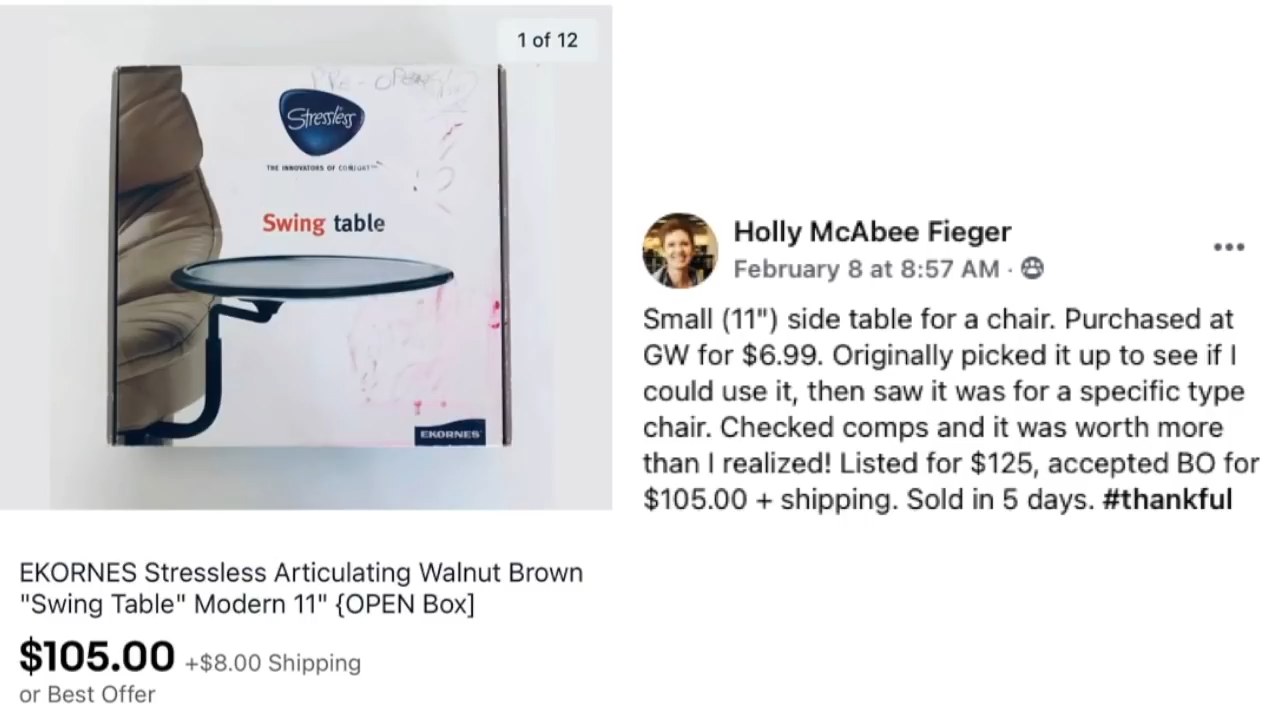 1 of 12
PRE-OPENED
Stressless
THE INNOVATORS OF COMFORT™
Swing table
EKORNES
EKORNES Stressless Articulating Walnut Brown
"Swing Table" Modern 11" {OPEN Box]
$105.00 +$8.00 Shipping
or Best Offer
Holly McAbee Fieger
February 8 at 8:57 AM ·
Small (11") side table for a chair. Purchased at
GW for $6.99. Originally picked it up to see if I
could use it, then saw it was for a specific type
chair. Checked comps and it was worth more
than I realized! Listed for $125, accepted BO for
$105.00 + shipping. Sold in 5 days. #thankful